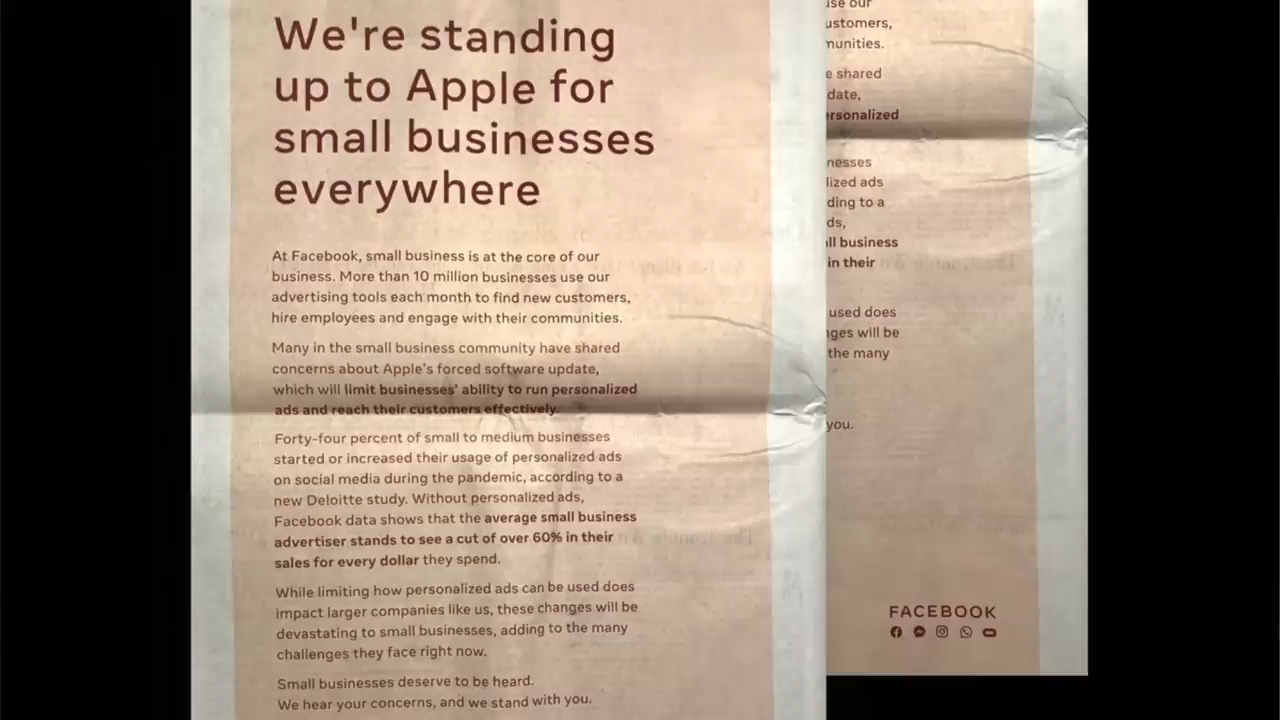 We're standing
up to Apple for
small businesses
everywhere
At Facebook, small business is at the core of our
business. More than 10 million businesses use our
advertising tools each month to find new customers,
hire employees and engage with their communities.
Many in the small business community have shared
concerns about Apple's forced software update,
which will limit businesses' ability to run personalized
ads and reach their customers effectively.
Forty-four percent of small to medium businesses
started or increased their usage of personalized ads
on social media during the pandemic, according to a
new Deloitte study. Without personalized ads,
Facebook data shows that the average small business
advertiser stands to see a cut of over 60% in their
sales for every dollar they spend.
While limiting how personalized ads can be used does
impact larger companies like us, these changes will be
devastating to small businesses, adding to the many
challenges they face right now.
Small businesses deserve to be heard.
We hear your concerns, and we stand with you.
use our
ustomers,
munities.
e shared
date,
ersonalized
nesses
lized ads
ding to a
ds,
all business
in their
used does
nges will be
the many
you.
FACEBOOK